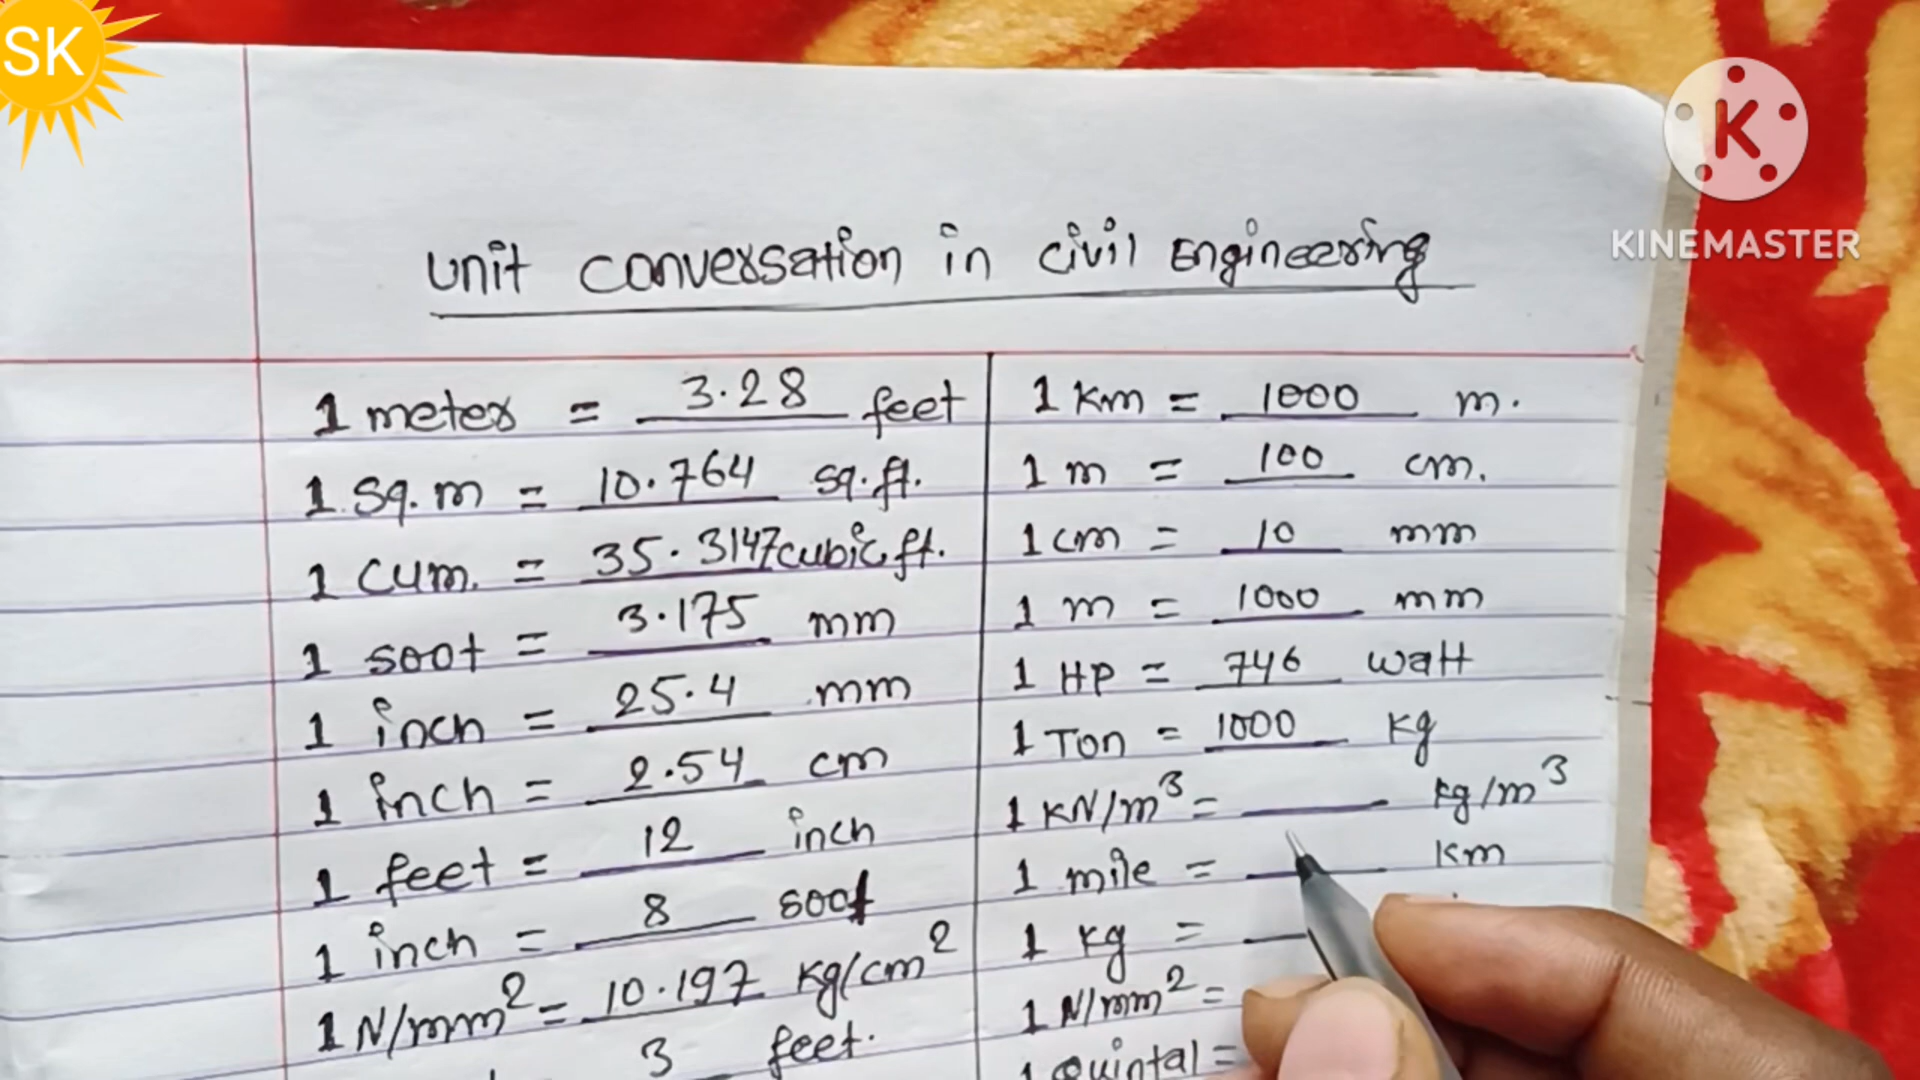 SK
KINEMASTER
Unit conversation in civil Engineering
1 meter = 3.28 feet
1 Sq.m = 10.764 sq.ft.
1 cum. = 35.3147 cubic ft.
1 soot = 3.175 mm
1 inch = 25.4 mm
1 inch = 2.54 cm
1 feet = 12 inch
1 inch = 8 soot
1 N/mm² = 10.197 kg/cm²
3 feet.
1 Km = 1000 m.
1 m = 100 cm.
1 cm = 10 mm
1 m = 1000 mm
1 HP = 746 watt
1 Ton = 1000 kg
1 KN/m³ = ____ kg/m³
1 mile = ____ km
1 kg =
1 N/mm² =
1 quintal =